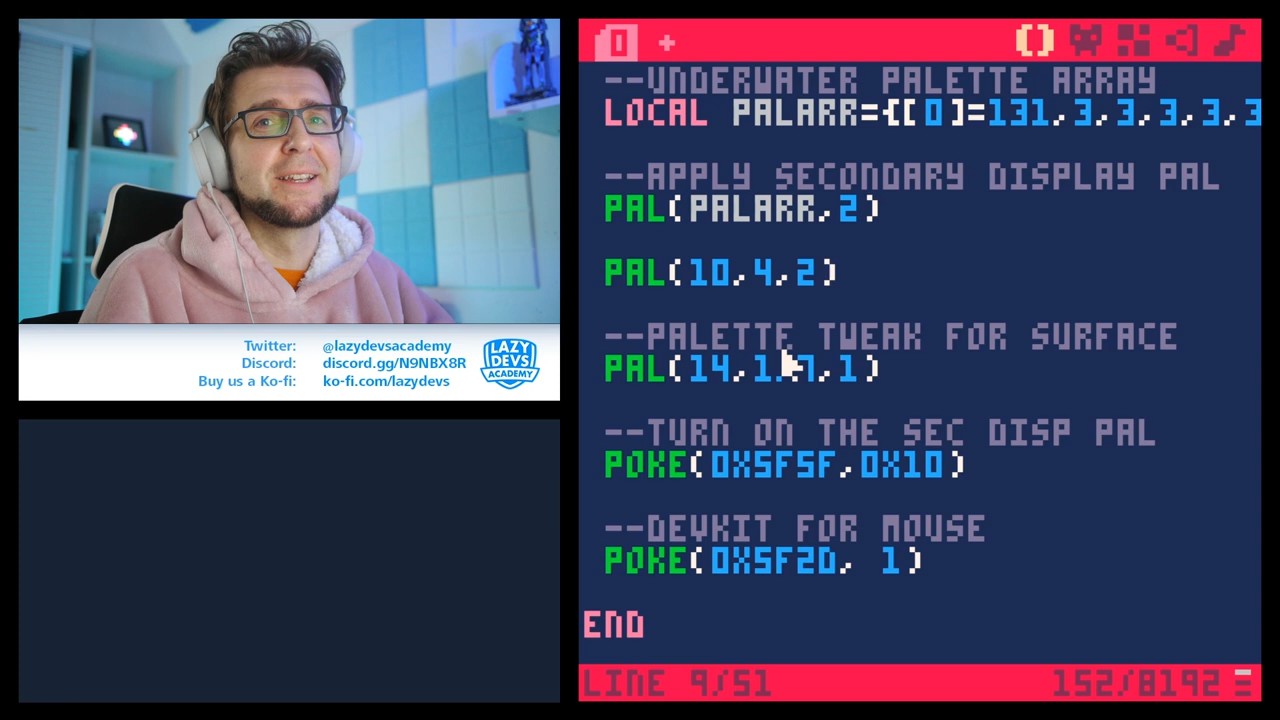 Twitter: @lazydevsacademy
Discord: discord.gg/N9NBX8R
Buy us a Ko-fi: ko-fi.com/lazydevs
LAZY
DEVS
ACADEMY
0 +
--UNDERWATER PALETTE ARRAY
LOCAL PALARR={[0]=131,3,3,3,3,3
--APPLY SECONDARY DISPLAY PAL
PAL(PALARR,2)
PAL(10,4,2)
--PALETTE TWEAK FOR SURFACE
--TURN ON THE SEC DISP PAL
POKE(0X5F5F,0X10)
--DEVKIT FOR MOUSE
POKE(0X5F2D, 1)
END
LINE 9/51
152/8192